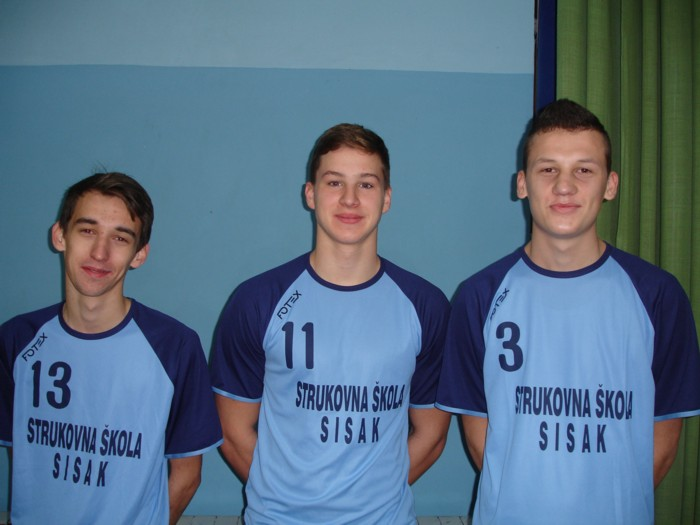 FOTEX
13
STRUKOVNA ŠKOLA
SISAK
FOTEX
11
STRUKOVNA ŠKOLA
SISAK
FOTEX
3
STRUKOVNA ŠKOLA
SISAK